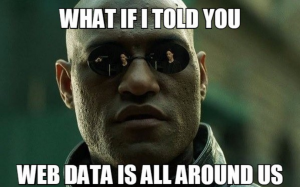 WHAT IF I TOLD YOU
WEB DATA IS ALL AROUND US